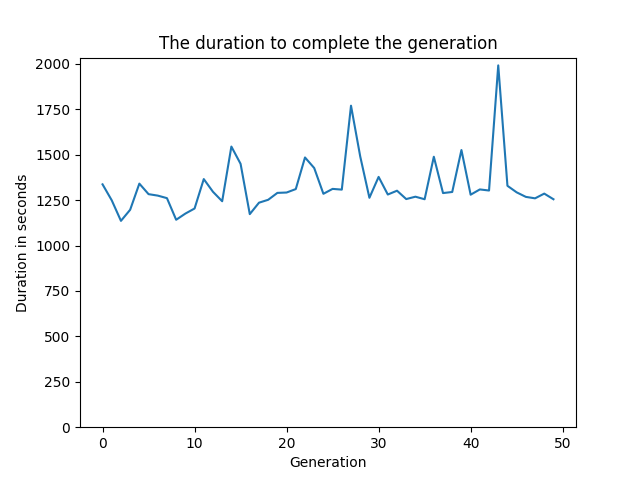 The duration to complete the generation
2000
1750
1500
1250
1000
750
500
250
0
Duration in seconds
0 10 20 30 40 50
Generation